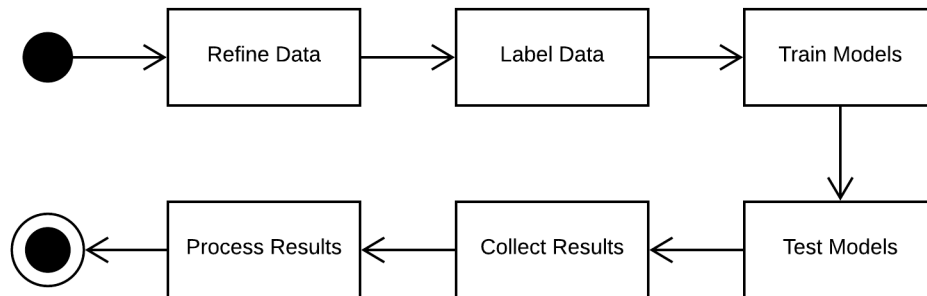 Refine Data
Label Data
Train Models
Test Models
Collect Results
Process Results